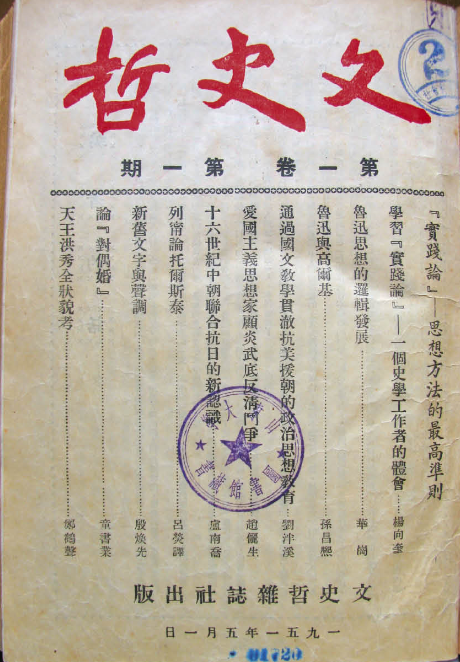 文史哲
第一卷 第一期
『實踐論』——思想方法的最高準則
學習『實踐論』——一個史學工作者的體會……楊向奎
魯迅思想的邏輯發展……華崗
魯迅與高爾基……孫昌熙
通過國文教學貫澈抗美援朝的政治思想教育……劉泮溪
愛國主義思想家顧炎武底反清鬥爭……趙儷生
十六世紀中朝聯合抗日的新認識……盧南喬
列甯論托爾斯泰……呂熒譯
新舊文字與聲調……殷煥先
論『對偶婚』……童書業
天王洪秀全狀貌考……鄭鶴聲
文史哲雜誌社出版
一九五一年五月一日
01720
2